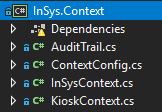 InSys.Context
Dependencies
C# AuditTrail.cs
C# ContextConfig.cs
C# InSysContext.cs
C# KioskContext.cs